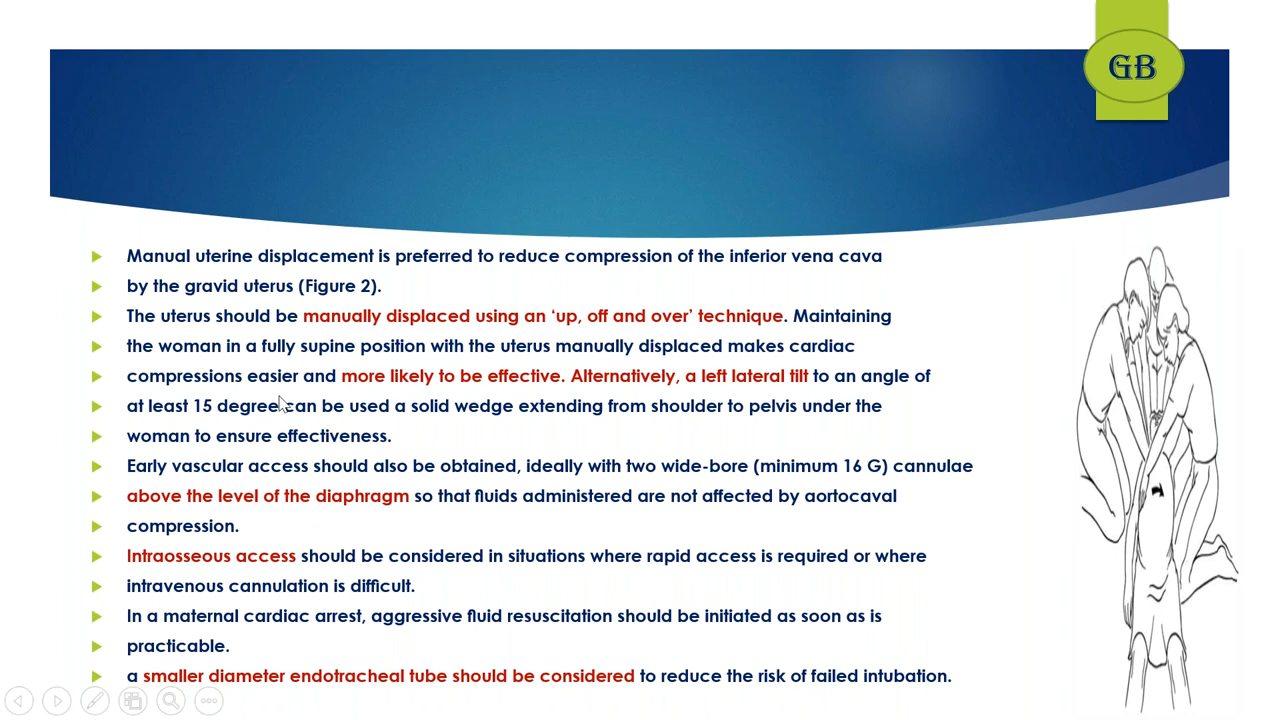 GB
Manual uterine displacement is preferred to reduce compression of the inferior vena cava
by the gravid uterus (Figure 2).
The uterus should be manually displaced using an ‘up, off and over’ technique. Maintaining
the woman in a fully supine position with the uterus manually displaced makes cardiac
compressions easier and more likely to be effective. Alternatively, a left lateral tilt to an angle of
at least 15 degree can be used a solid wedge extending from shoulder to pelvis under the
woman to ensure effectiveness.
Early vascular access should also be obtained, ideally with two wide-bore (minimum 16 G) cannulae
above the level of the diaphragm so that fluids administered are not affected by aortocaval
compression.
Intraosseous access should be considered in situations where rapid access is required or where
intravenous cannulation is difficult.
In a maternal cardiac arrest, aggressive fluid resuscitation should be initiated as soon as is
practicable.
a smaller diameter endotracheal tube should be considered to reduce the risk of failed intubation.